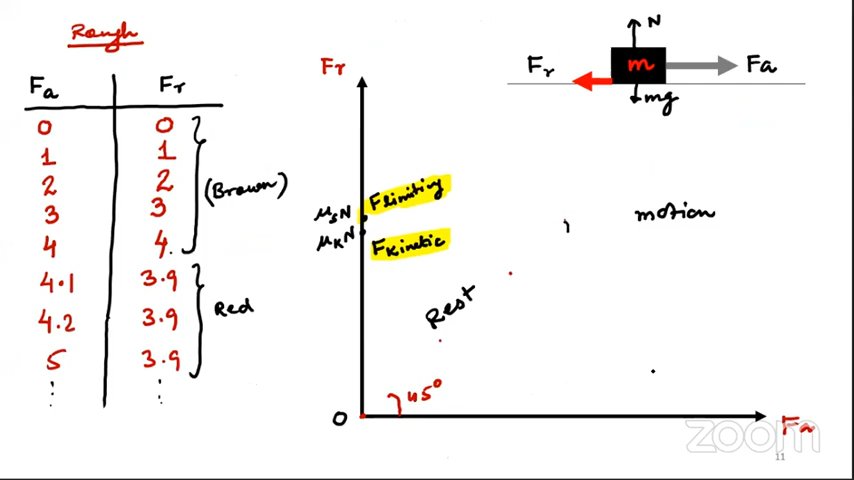 Rough
Fa Fr
0 0
1 1
2 2
3 3
4 4.
(Brown)
4.1 3.9
4.2 3.9
5 3.9
Red
Fr
μsN Flimiting
μkN Fkinetic
Rest
motion
45°
O
Fa
N
Fr m Fa
mg
zoom
11